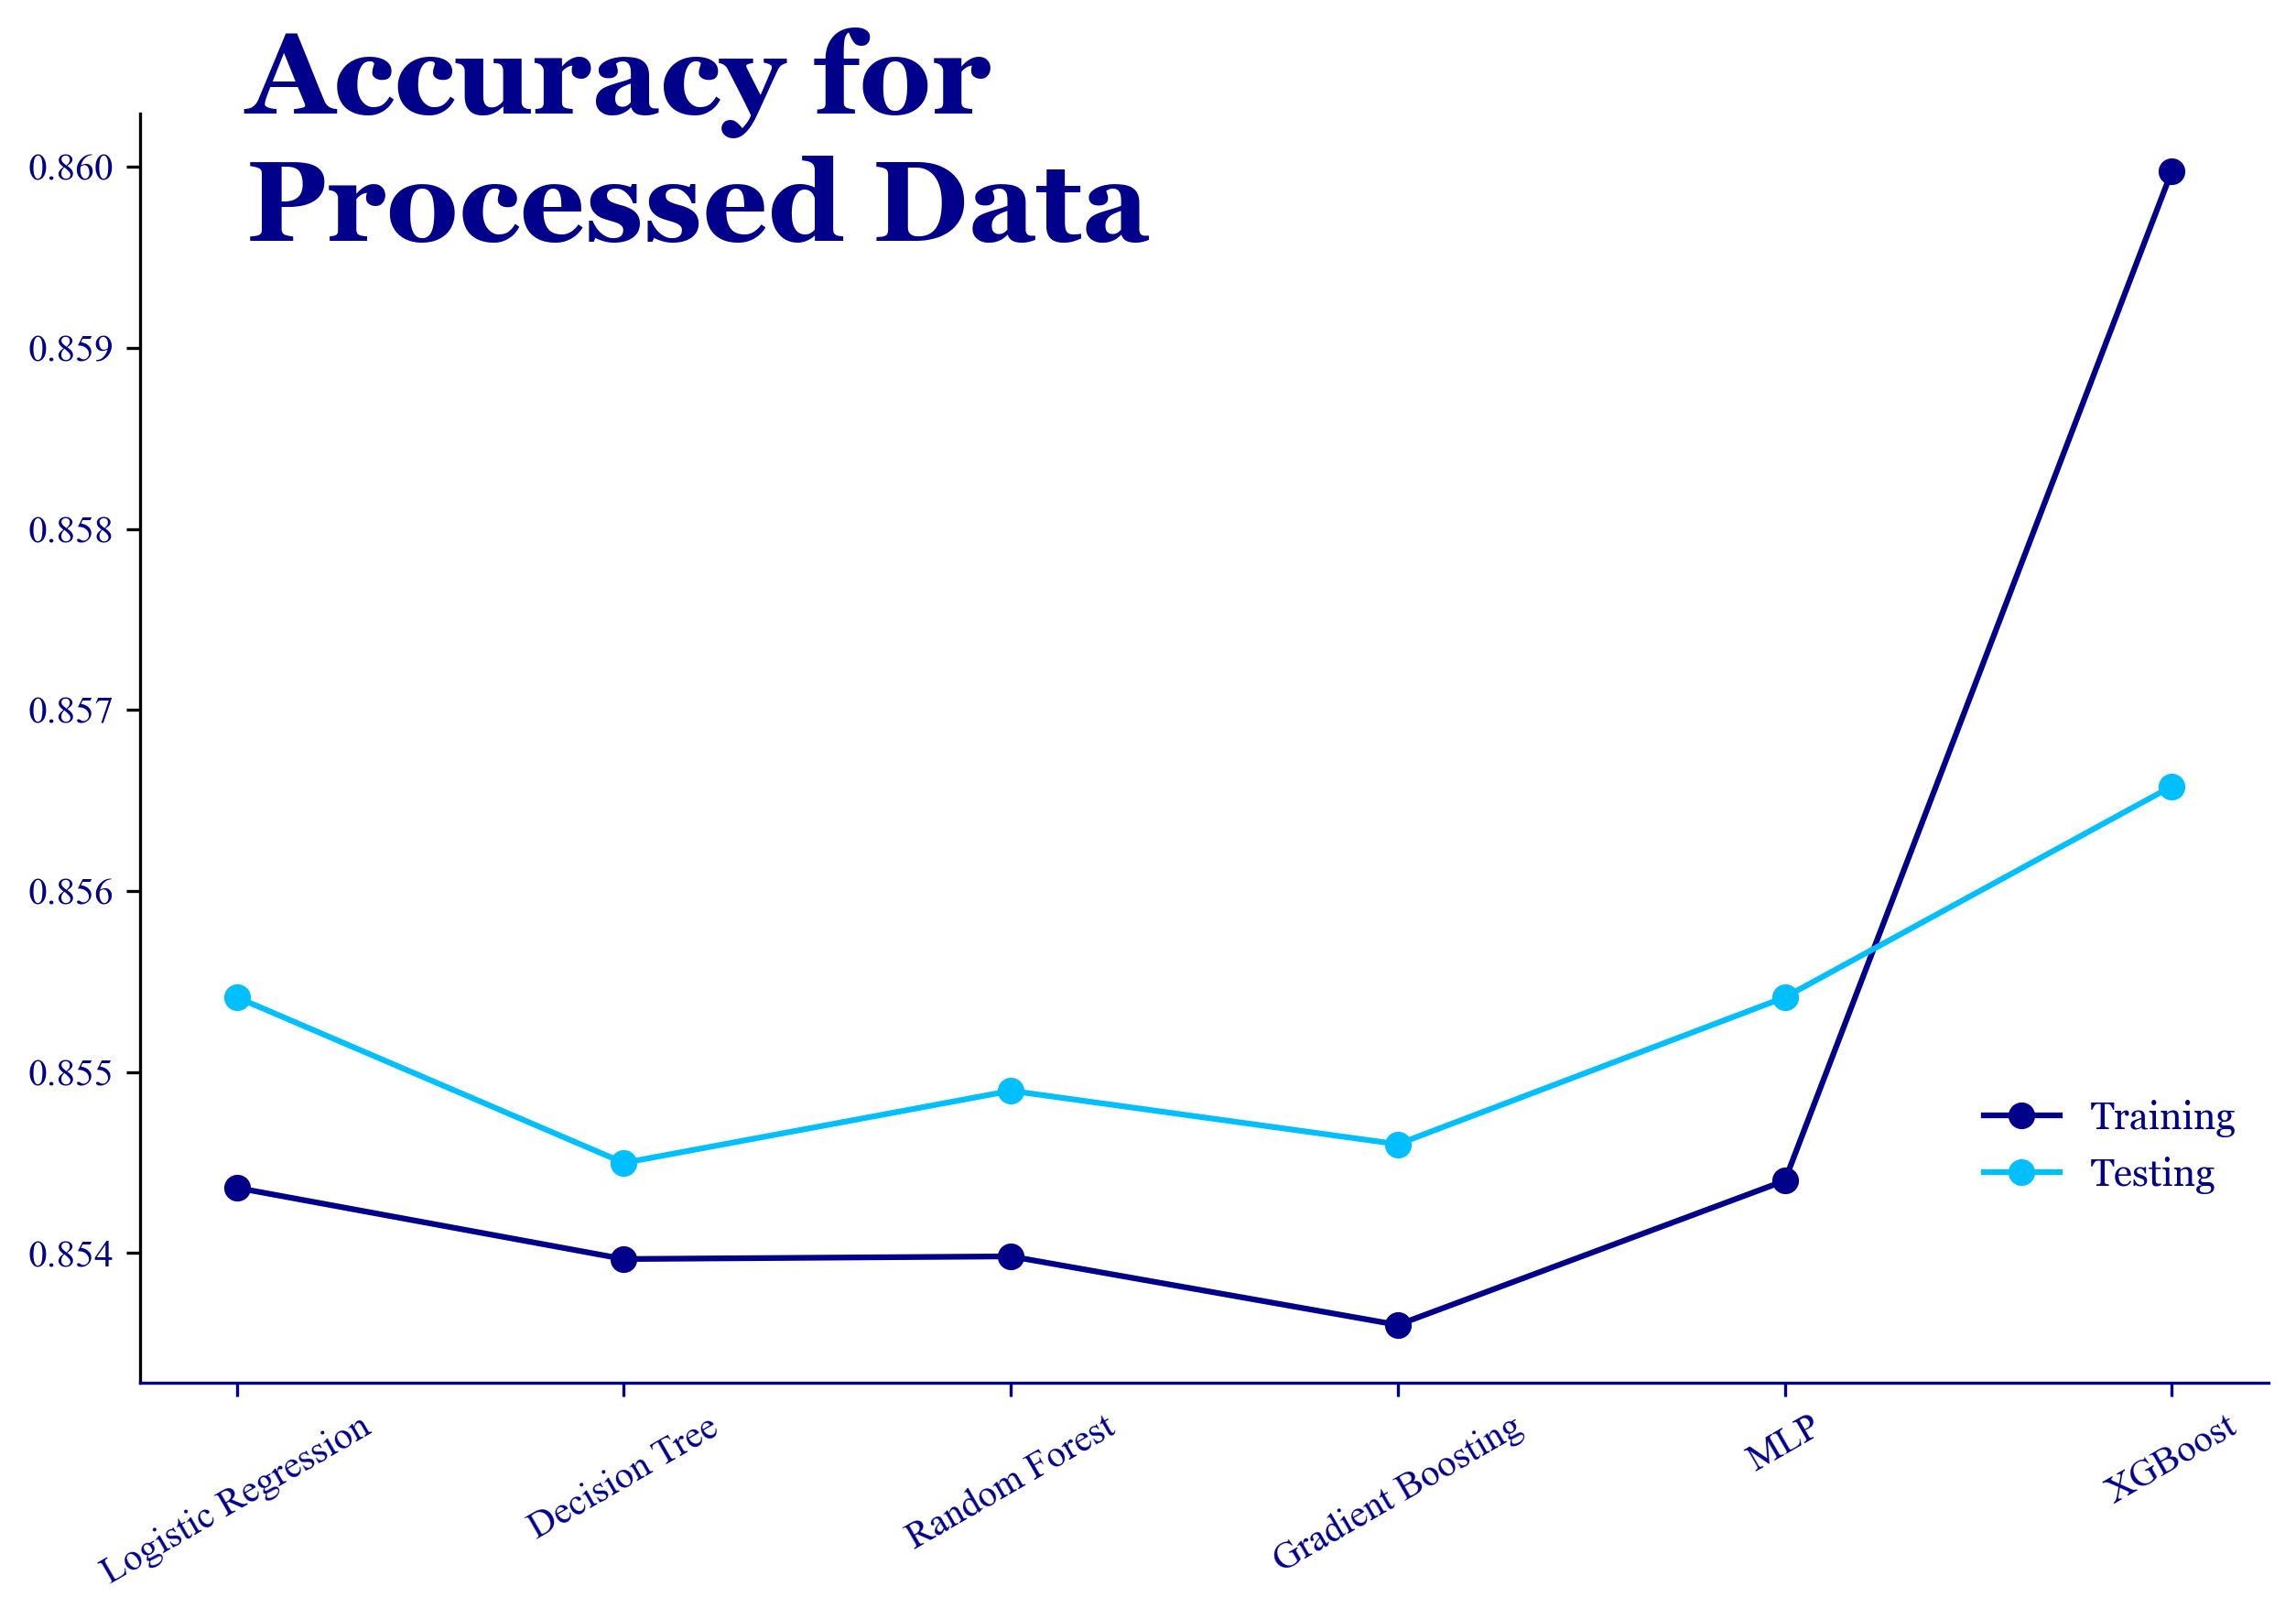 Accuracy for
Processed Data
0.860
0.859
0.858
0.857
0.856
0.855
0.854
Training
Testing
Logistic Regression
Decision Tree
Random Forest
Gradient Boosting
MLP
XGBoost